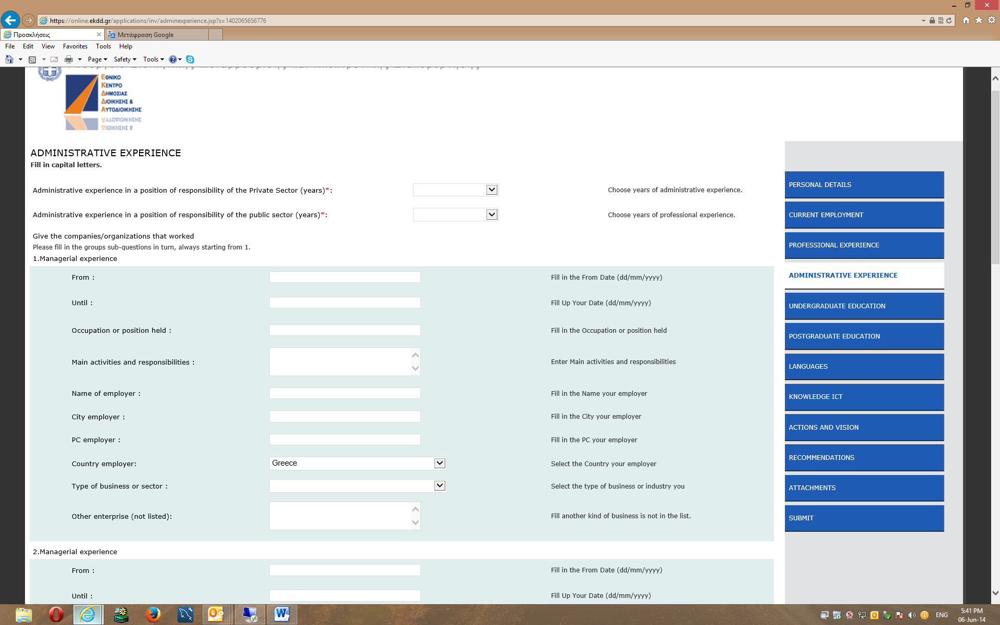 https://online.ekdd.gr/applications/inv/adminexperience.jsp?s=1402065656776
Προσκλήσεις
Μετάφραση Google
File Edit View Favorites Tools Help
Page Safety Tools
ΕΘΝΙΚΟ
ΚΕΝΤΡΟ
ΔΗΜΟΣΙΑΣ
ΔΙΟΙΚΗΣΗΣ &
ΑΥΤΟΔΙΟΙΚΗΣΗΣ
ADMINISTRATIVE EXPERIENCE
Fill in capital letters.
Administrative experience in a position of responsibility of the Private Sector (years)*:
Choose years of administrative experience.
Administrative experience in a position of responsibility of the public sector (years)*:
Choose years of professional experience.
Give the companies/organizations that worked
Please fill in the groups sub-questions in turn, always starting from 1.
1.Managerial experience
From :
Fill in the From Date (dd/mm/yyyy)
Until :
Fill Up Your Date (dd/mm/yyyy)
Occupation or position held :
Fill in the Occupation or position held
Main activities and responsibilities :
Enter Main activities and responsibilities
Name of employer :
Fill in the Name your employer
City employer :
Fill in the City your employer
PC employer :
Fill in the PC your employer
Country employer:
Greece
Select the Country your employer
Type of business or sector :
Select the type of business or industry you
Other enterprise (not listed):
Fill another kind of business is not in the list.
2.Managerial experience
From :
Fill in the From Date (dd/mm/yyyy)
Until :
Fill Up Your Date (dd/mm/yyyy)
PERSONAL DETAILS
CURRENT EMPLOYMENT
PROFESSIONAL EXPERIENCE
ADMINISTRATIVE EXPERIENCE
UNDERGRADUATE EDUCATION
POSTGRADUATE EDUCATION
LANGUAGES
KNOWLEDGE ICT
ACTIONS AND VISION
RECOMMENDATIONS
ATTACHMENTS
SUBMIT
ENG
5:41 PM
06-Jun-14